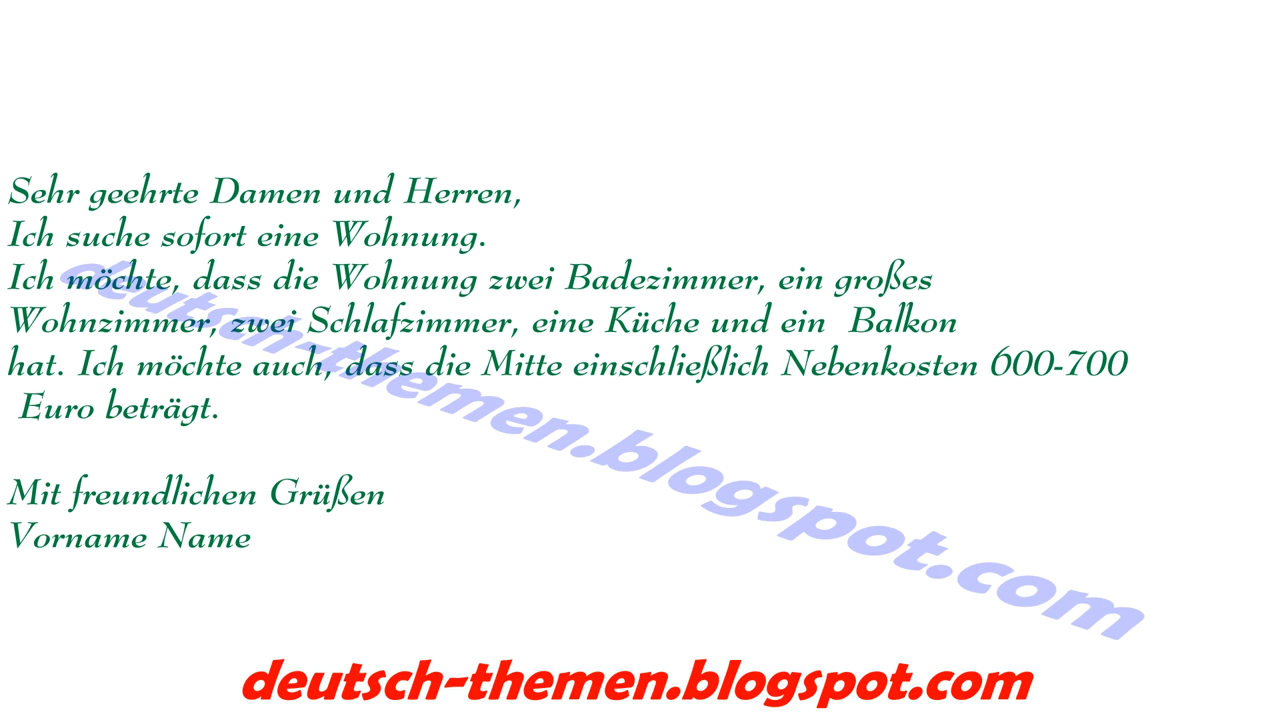 Sehr geehrte Damen und Herren,
Ich suche sofort eine Wohnung.
Ich möchte, dass die Wohnung zwei Badezimmer, ein großes
Wohnzimmer, zwei Schlafzimmer, eine Küche und ein Balkon
hat. Ich möchte auch, dass die Mitte einschließlich Nebenkosten 600-700
Euro beträgt.
Mit freundlichen Grüßen
Vorname Name
deutsch-themen.blogspot.com
deutsch-themen.blogspot.com